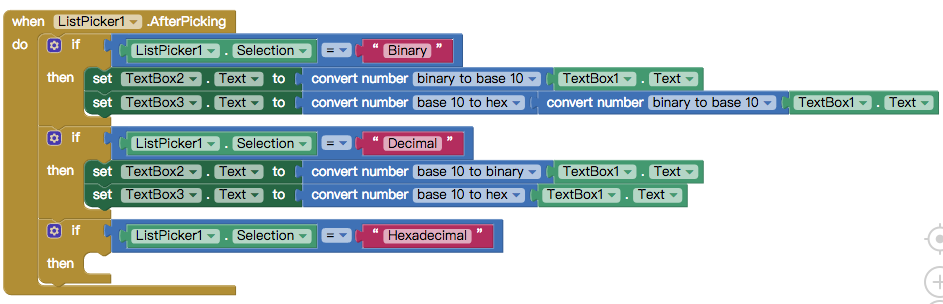 when ListPicker1 .AfterPicking
do if ListPicker1 . Selection = " Binary "
then set TextBox2 . Text to convert number binary to base 10 TextBox1 . Text
set TextBox3 . Text to convert number base 10 to hex convert number binary to base 10 TextBox1 . Text
if ListPicker1 . Selection = " Decimal "
then set TextBox2 . Text to convert number base 10 to binary TextBox1 . Text
set TextBox3 . Text to convert number base 10 to hex TextBox1 . Text
if ListPicker1 . Selection = " Hexadecimal "
then